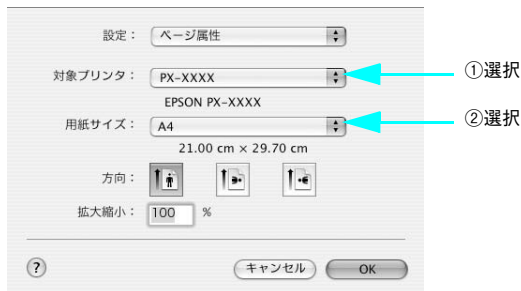 設定： ページ属性
対象プリンタ： PX-XXXX ①選択
EPSON PX-XXXX
用紙サイズ： A4 ②選択
21.00 cm × 29.70 cm
方向：
拡大縮小： 100 %
? キャンセル OK